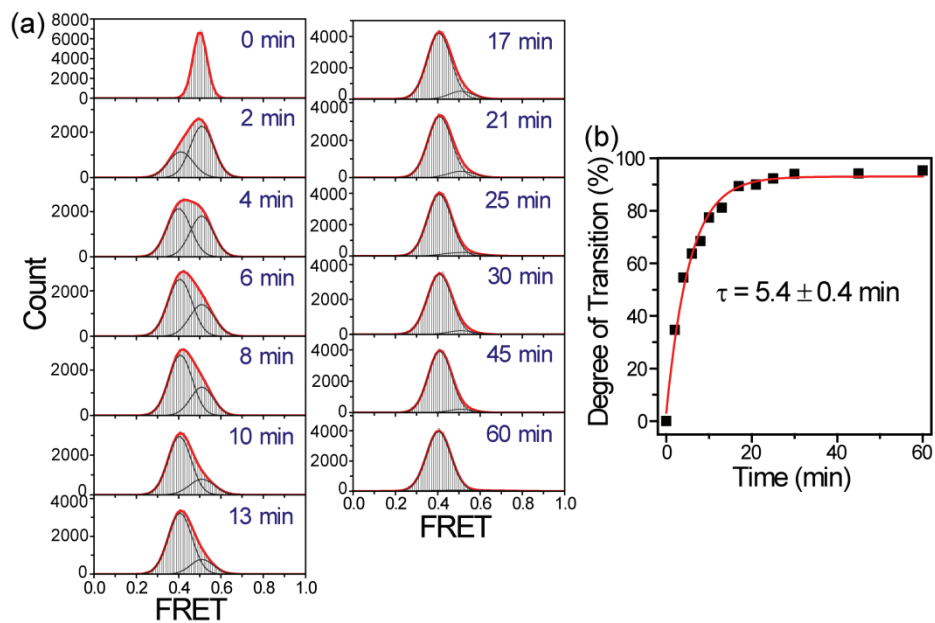 (a)
8000
6000
4000
2000
0
0 min
2000
0
2 min
2000
0
4 min
2000
0
6 min
2000
0
8 min
2000
0
10 min
4000
2000
0
13 min
0.0 0.2 0.4 0.6 0.8 1.0
FRET
Count
4000
2000
0
17 min
4000
2000
0
21 min
4000
2000
0
25 min
4000
2000
0
30 min
4000
2000
0
45 min
4000
2000
0
60 min
0.0 0.2 0.4 0.6 0.8 1.0
FRET
(b)
100
80
60
40
20
0
Degree of Transition (%)
τ = 5.4 ± 0.4 min
0 20 40 60
Time (min)